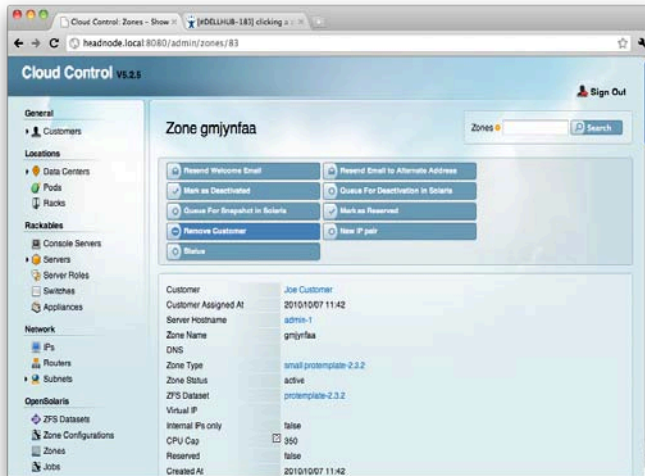 Cloud Control: Zones - Show
[#DELLHUB-183] clicking a
headnode.local:8080/admin/zones/83
Cloud Control V5.2.5
Sign Out
General
Customers
Locations
Data Centers
Pods
Racks
Rackables
Console Servers
Servers
Server Roles
Switches
Appliances
Network
IPs
Routers
Subnets
OpenSolaris
ZFS Datasets
Zone Configurations
Zones
Jobs
Zone gmjynfaa
Zones
Search
Resend Welcome Email
Resend Email to Alternate Address
Mark as Deactivated
Queue For Deactivation in Solaris
Queue For Snapshot in Solaris
Mark as Reserved
Remove Customer
New IP pair
Status
Customer Joe Customer
Customer Assigned At 2010/10/07 11:42
Server Hostname admin-1
Zone Name gmjynfaa
DNS
Zone Type small:protemplate-2.3.2
Zone Status active
ZFS Dataset protemplate-2.3.2
Virtual IP
Internal IPs only false
CPU Cap 350
Reserved false
Created At 2010/10/07 11:42